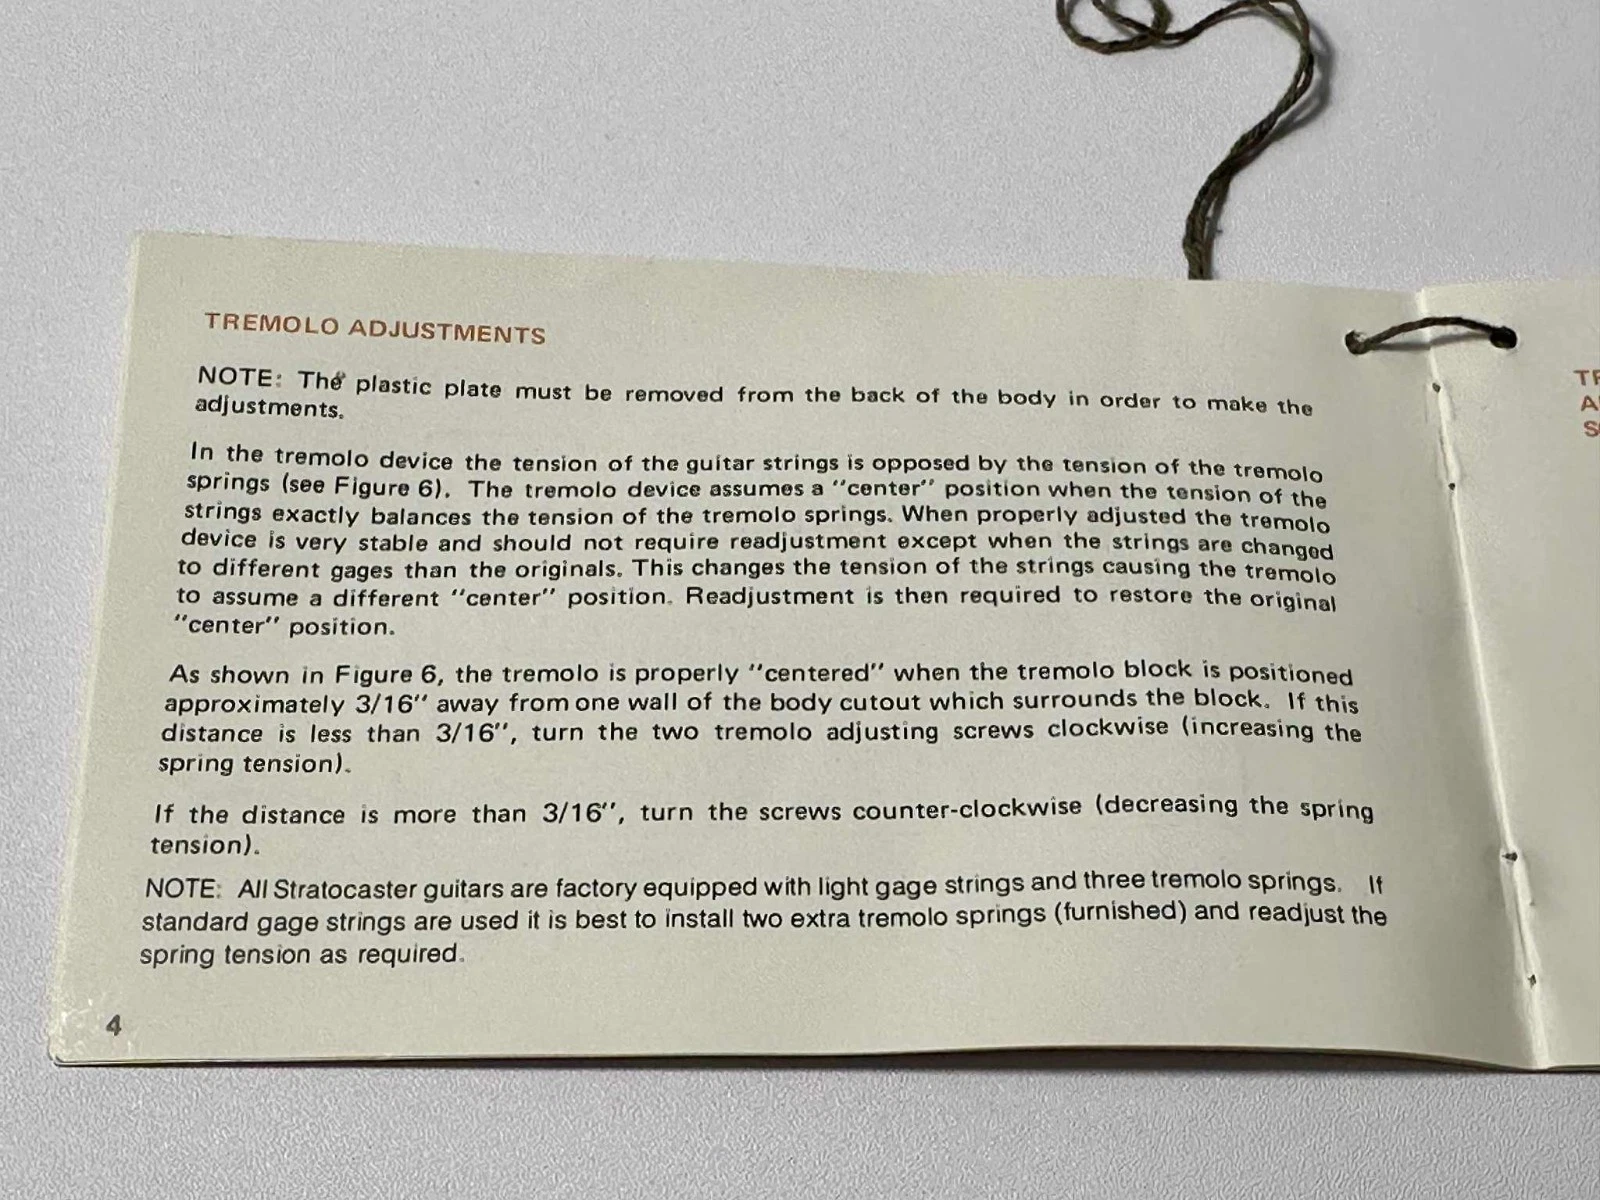 TREMOLO ADJUSTMENTS
NOTE: The plastic plate must be removed from the back of the body in order to make the
adjustments.
In the tremolo device the tension of the guitar strings is opposed by the tension of the tremolo
springs (see Figure 6). The tremolo device assumes a "center" position when the tension of the
strings exactly balances the tension of the tremolo springs. When properly adjusted the tremolo
device is very stable and should not require readjustment except when the strings are changed
to different gages than the originals. This changes the tension of the strings causing the tremolo
to assume a different "center" position. Readjustment is then required to restore the original
"center" position.
As shown in Figure 6, the tremolo is properly "centered" when the tremolo block is positioned
approximately 3/16" away from one wall of the body cutout which surrounds the block. If this
distance is less than 3/16", turn the two tremolo adjusting screws clockwise (increasing the
spring tension).
If the distance is more than 3/16", turn the screws counter-clockwise (decreasing the spring
tension).
NOTE: All Stratocaster guitars are factory equipped with light gage strings and three tremolo springs. If
standard gage strings are used it is best to install two extra tremolo springs (furnished) and readjust the
spring tension as required.
4